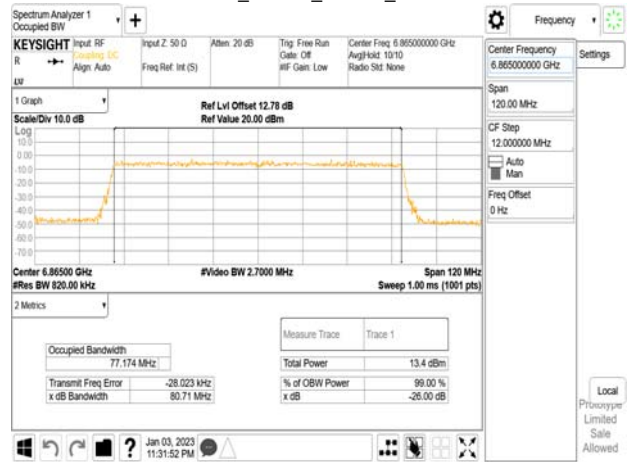 Spectrum Analyzer 1
Occupied BW
Frequency
KEYSIGHT
Input: RF
Coupling: DC
Align: Auto
Input Z: 50 Ω
Freq Ref: Int (S)
Atten: 20 dB
Trig: Free Run
Gate: Off
#IF Gain: Low
Center Freq: 6.865000000 GHz
Avg|Hold: 10/10
Radio Std: None
R
LVI
Center Frequency
6.865000000 GHz
Settings
Span
120.00 MHz
CF Step
12.000000 MHz
Auto
Man
Freq Offset
0 Hz
1 Graph
Scale/Div 10.0 dB
Ref Lvl Offset 12.78 dB
Ref Value 20.00 dBm
Log
10.0
0.00
-10.0
-20.0
-30.0
-40.0
-50.0
-60.0
-70.0
Center 6.86500 GHz
#Video BW 2.7000 MHz
Span 120 MHz
#Res BW 820.00 kHz
Sweep 1.00 ms (1001 pts)
2 Metrics
Measure Trace
Trace 1
Occupied Bandwidth
77.174 MHz
Total Power
13.4 dBm
Transmit Freq Error
-28.023 kHz
% of OBW Power
99.00 %
x dB Bandwidth
80.71 MHz
x dB
-26.00 dB
Local
Prototype
Limited
Sale
Allowed
?
Jan 03, 2023
11:31:52 PM